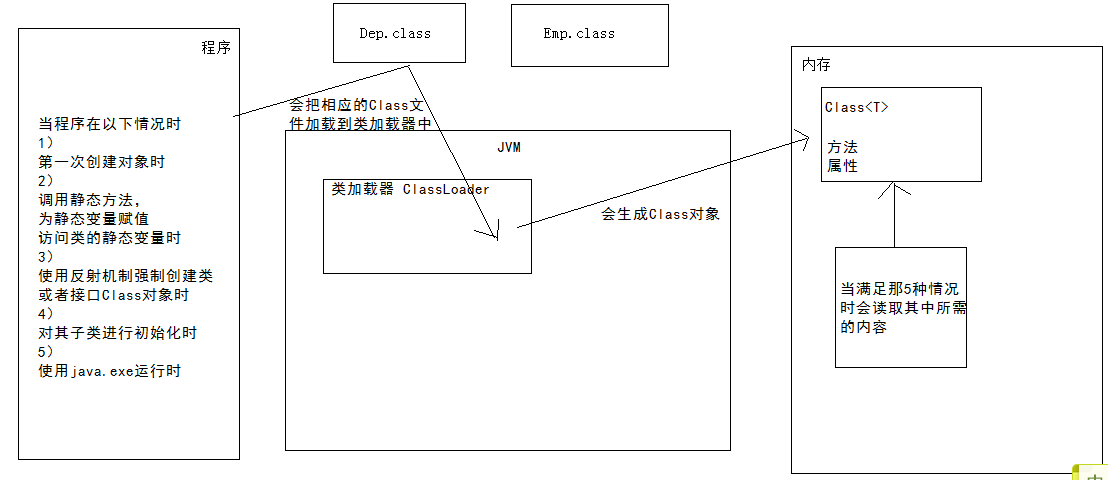 程序
当程序在以下情况时
1）
第一次创建对象时
2）
调用静态方法，
为静态变量赋值
访问类的静态变量时
3）
使用反射机制强制创建类
或者接口Class对象时
4）
对其子类进行初始化时
5）
使用java.exe运行时
Dep.class
Emp.class
会把相应的Class文
件加载到类加载器中
JVM
类加载器 ClassLoader
会生成Class对象
内存
Class<T>
方法
属性
当满足那5种情况
时会读取其中所需
的内容